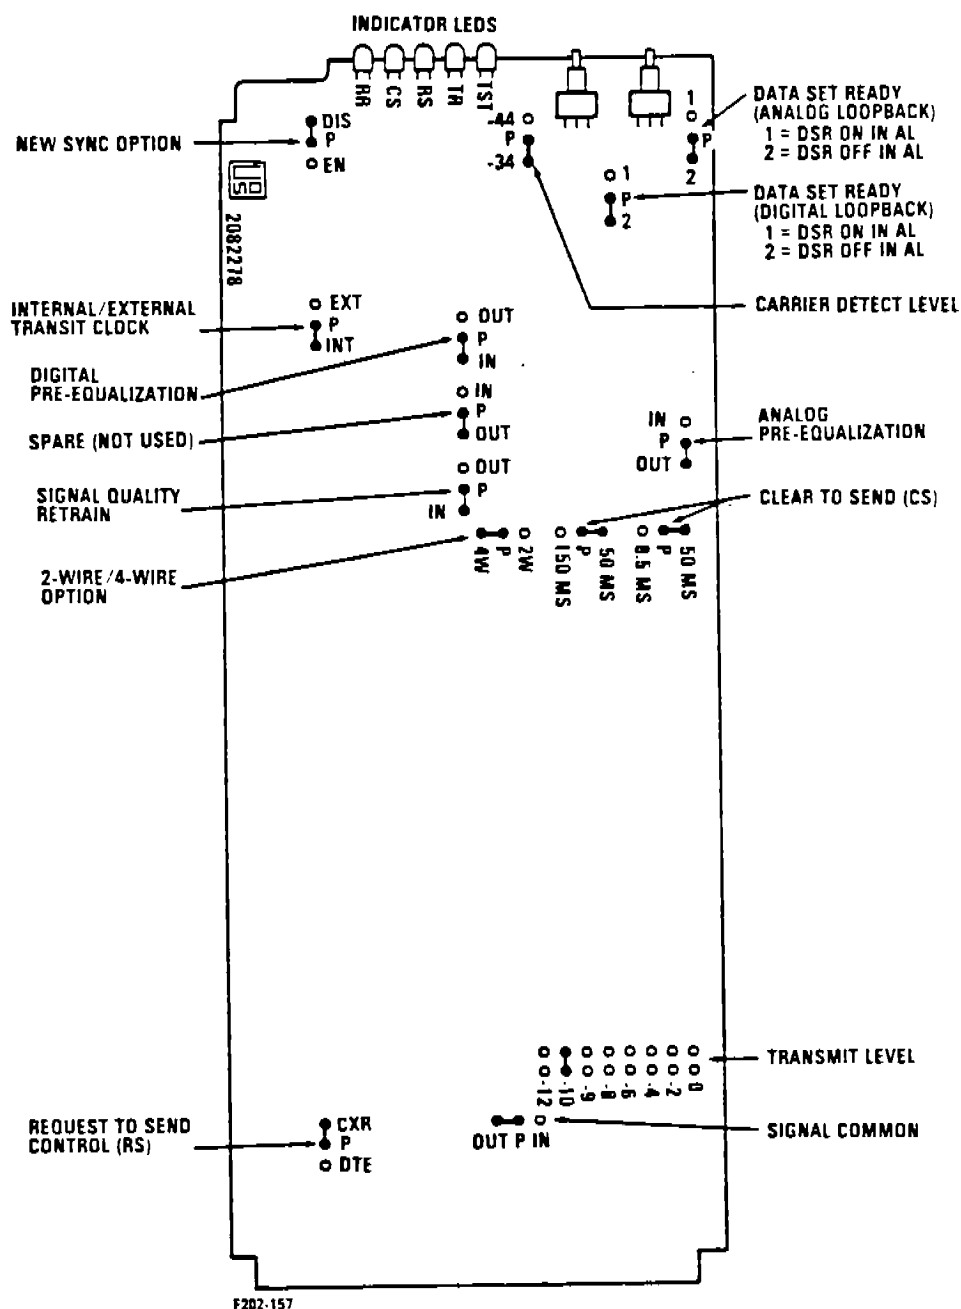 INDICATOR LEDS
RR
CS
RS
TR
TST
NEW SYNC OPTION
DIS
P
EN
2082278
-44
P
-34
1
P
2
1
P
2
DATA SET READY
(ANALOG LOOPBACK)
1 = DSR ON IN AL
2 = DSR OFF IN AL
DATA SET READY
(DIGITAL LOOPBACK)
1 = DSR ON IN AL
2 = DSR OFF IN AL
CARRIER DETECT LEVEL
INTERNAL/EXTERNAL
TRANSIT CLOCK
EXT
P
INT
DIGITAL
PRE-EQUALIZATION
OUT
P
IN
SPARE (NOT USED)
IN
P
OUT
IN
P
OUT
ANALOG
PRE-EQUALIZATION
SIGNAL QUALITY
RETRAIN
OUT
P
IN
CLEAR TO SEND (CS)
2-WIRE/4-WIRE
OPTION
4W
P
2W
150 MS
P
50 MS
8.5 MS
P
50 MS
-12
-10
-9
-8
-6
-4
-2
0
TRANSMIT LEVEL
REQUEST TO SEND
CONTROL (RS)
CXR
P
DTE
OUT P IN
SIGNAL COMMON
F202-157